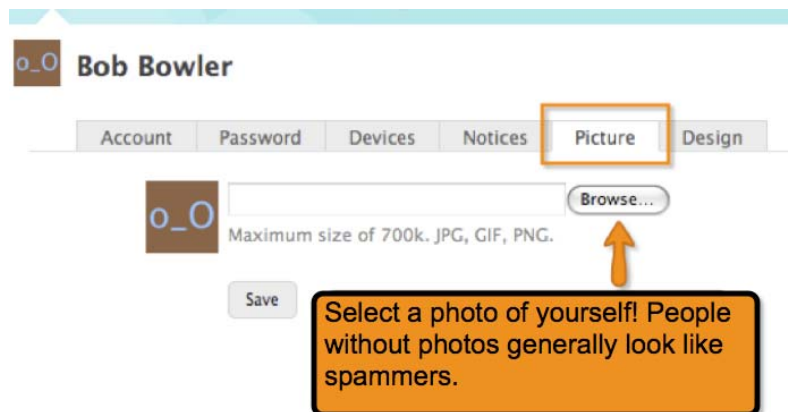 o_O Bob Bowler
Account Password Devices Notices Picture Design
o_O Browse...
Maximum size of 700k. JPG, GIF, PNG.
Save
Select a photo of yourself! People
without photos generally look like
spammers.